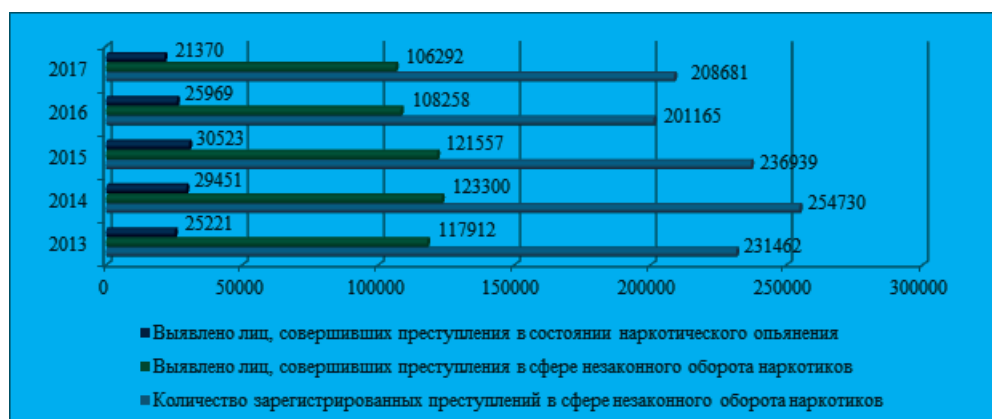 2017 21370 106292 208681
2016 25969 108258 201165
2015 30523 121557 236939
2014 29451 123300 254730
2013 25221 117912 231462
0 50000 100000 150000 200000 250000 300000
Выявлено лиц, совершивших преступления в состоянии наркотического опьянения
Выявлено лиц, совершивших преступления в сфере незаконного оборота наркотиков
Количество зарегистрированных преступлений в сфере незаконного оборота наркотиков